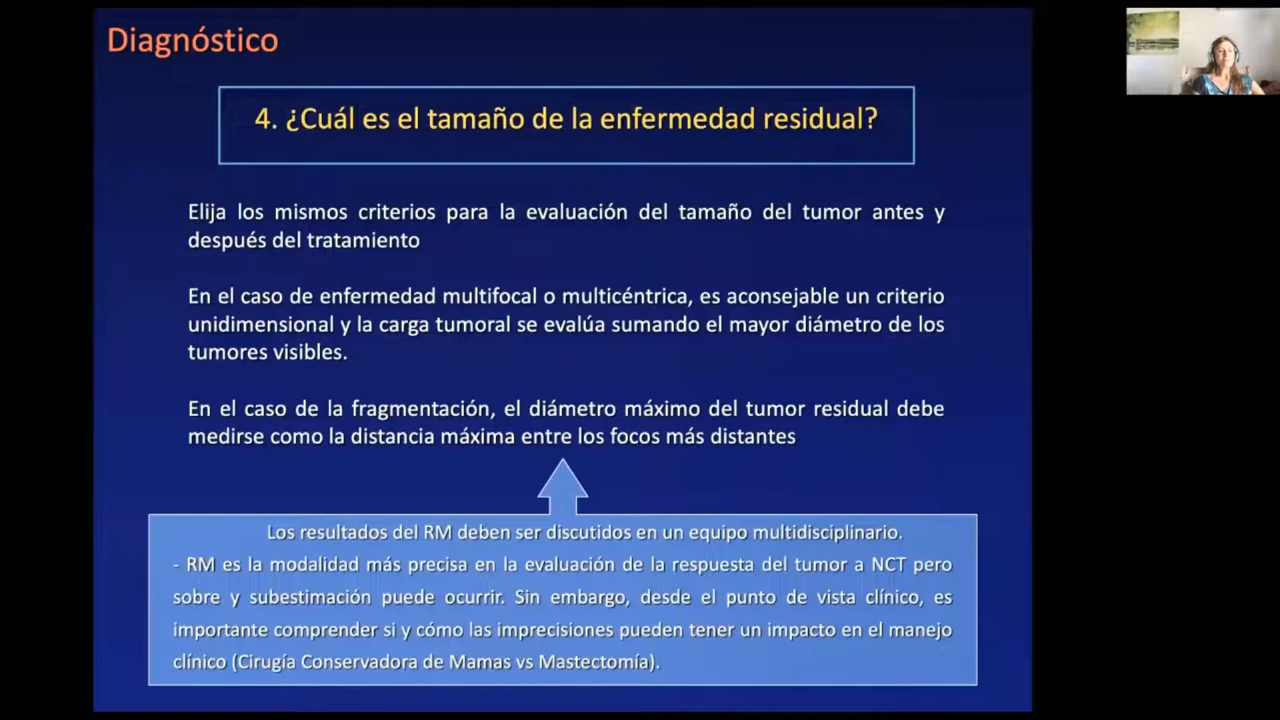 Diagnóstico
4. ¿Cuál es el tamaño de la enfermedad residual?
Elija los mismos criterios para la evaluación del tamaño del tumor antes y
después del tratamiento
En el caso de enfermedad multifocal o multicéntrica, es aconsejable un criterio
unidimensional y la carga tumoral se evalúa sumando el mayor diámetro de los
tumores visibles.
En el caso de la fragmentación, el diámetro máximo del tumor residual debe
medirse como la distancia máxima entre los focos más distantes
Los resultados del RM deben ser discutidos en un equipo multidisciplinario.
- RM es la modalidad más precisa en la evaluación de la respuesta del tumor a NCT pero
sobre y subestimación puede ocurrir. Sin embargo, desde el punto de vista clínico, es
importante comprender si y cómo las imprecisiones pueden tener un impacto en el manejo
clínico (Cirugía Conservadora de Mamas vs Mastectomía).